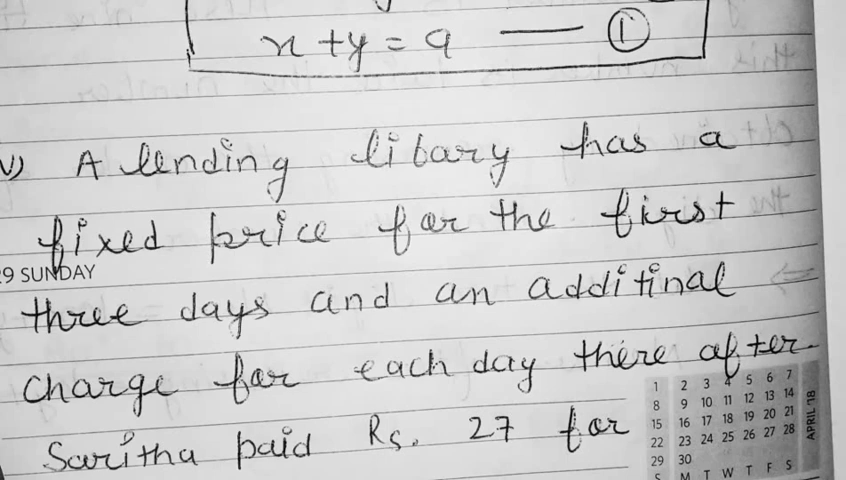 x + y = 9 — ①
v) A lending libary has a
fixed price for the first
29 SUNDAY
three days and an additinal
charge for each day there after.
Saritha paid Rs. 27 for
1 2 3 4 5 6 7
8 9 10 11 12 13 14
15 16 17 18 19 20 21
22 23 24 25 26 27 28
29 30
S M T W T F S
APRIL '18